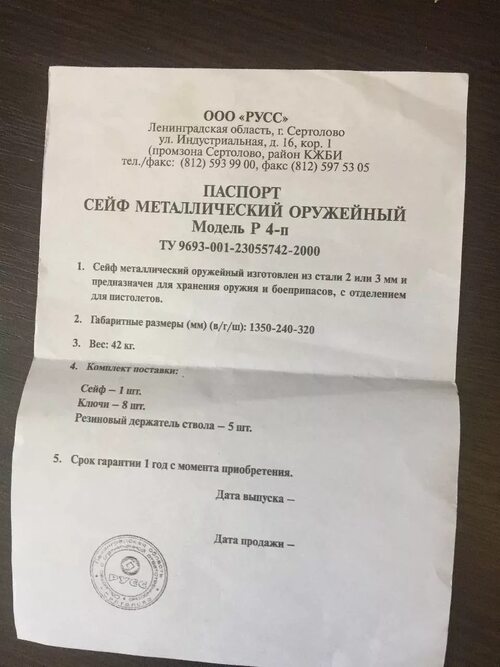 ООО «РУСС»
Ленинградская область, г. Сертолово
ул. Индустриальная, д. 16, кор. 1
(промзона Сертолово, район КЖБИ
тел./факс: (812) 593 99 00, факс (812) 597 53 05
ПАСПОРТ
СЕЙФ МЕТАЛЛИЧЕСКИЙ ОРУЖЕЙНЫЙ
Модель Р 4-п
ТУ 9693-001-23055742-2000
1. Сейф металлический оружейный изготовлен из стали 2 или 3 мм и
предназначен для хранения оружия и боеприпасов, с отделением
для пистолетов.
2. Габаритные размеры (мм) (в/г/ш): 1350-240-320
3. Вес: 42 кг.
4. Комплект поставки:
Сейф – 1 шт.
Ключи – 8 шт.
Резиновый держатель ствола – 5 шт.
5. Срок гарантии 1 год с момента приобретения.
Дата выпуска –
Дата продажи –
Ленинградская область
РУСС